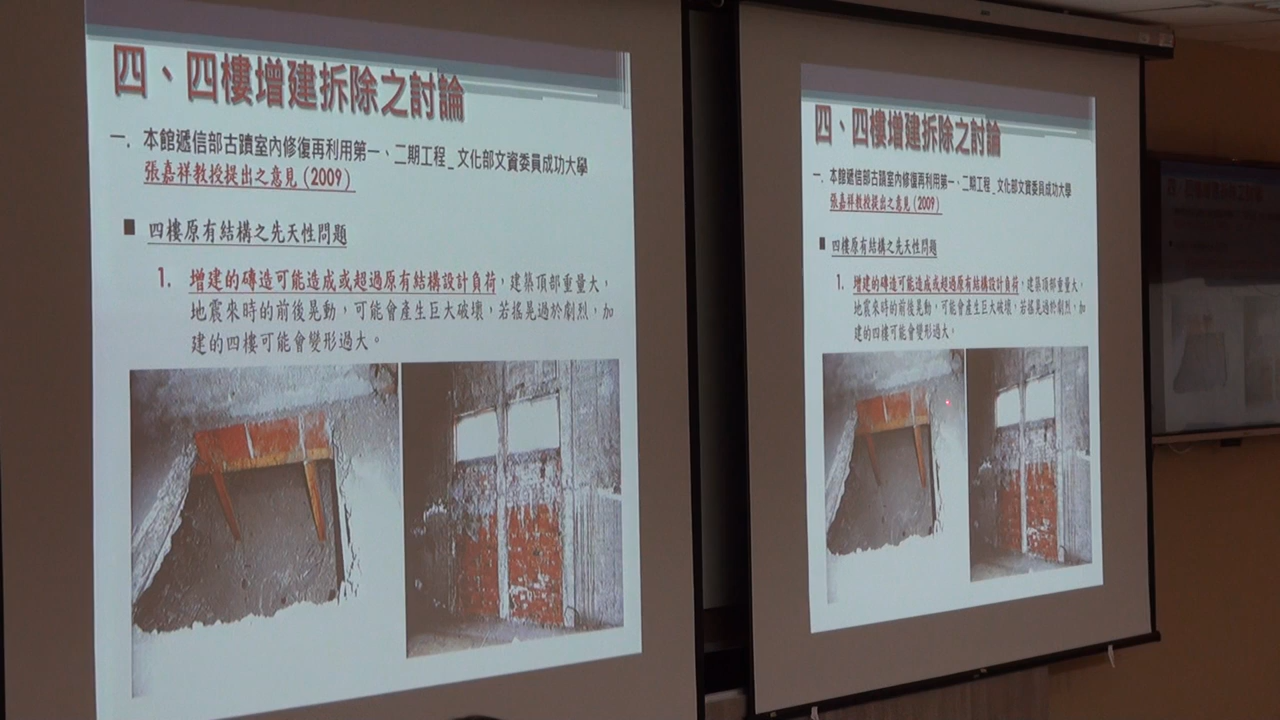 四、四樓增建拆除之討論
一. 本館遞信部古蹟室內修復再利用第一、二期工程_文化部文資委員成功大學
張嘉祥教授提出之意見(2009)
■ 四樓原有結構之先天性問題
1. 增建的磚造可能造成或超過原有結構設計負荷,建築頂部重量大,
地震來時的前後晃動,可能會產生巨大破壞,若搖晃過於劇烈,加
建的四樓可能會變形過大。
四、四樓增建拆除之討論
一. 本館遞信部古蹟室內修復再利用第一、二期工程_文化部文資委員成功大學
張嘉祥教授提出之意見(2009)
■ 四樓原有結構之先天性問題
1. 增建的磚造可能造成或超過原有結構設計負荷,建築頂部重量大,
地震來時的前後晃動,可能會產生巨大破壞,若搖晃過於劇烈,加
建的四樓可能會變形過大。
四、四樓增建拆除之討論